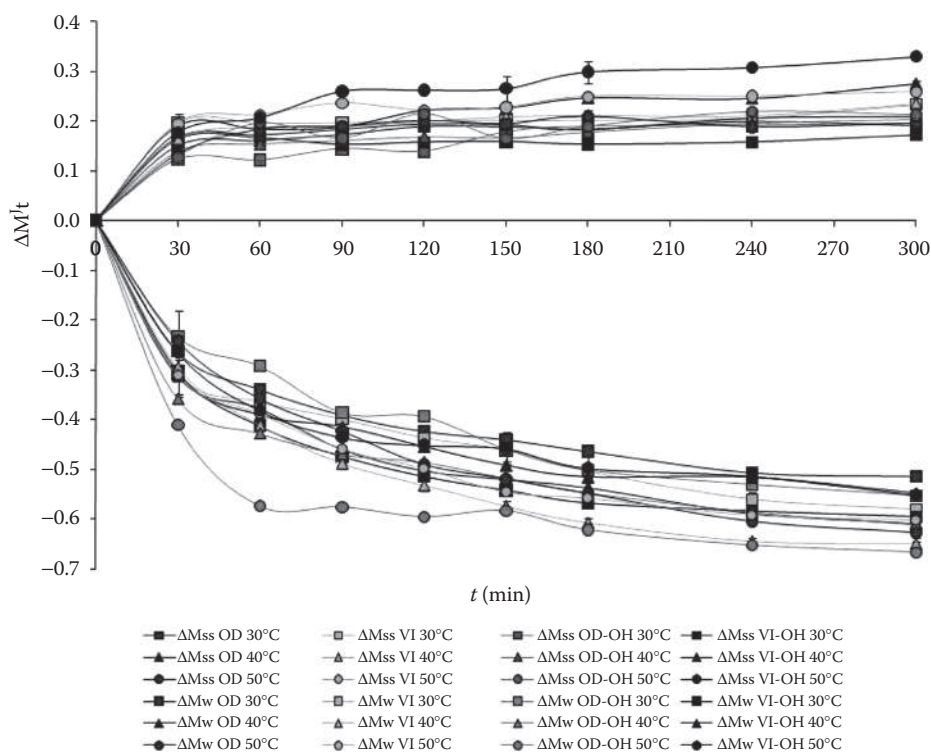 0.4
0.3
0.2
0.1
0.0
−0.1
−0.2
−0.3
−0.4
−0.5
−0.6
−0.7
ΔMʲt
0 30 60 90 120 150 180 210 240 270 300
t (min)
ΔMss OD 30°C ΔMss VI 30°C ΔMss OD-OH 30°C ΔMss VI-OH 30°C
ΔMss OD 40°C ΔMss VI 40°C ΔMss OD-OH 40°C ΔMss VI-OH 40°C
ΔMss OD 50°C ΔMss VI 50°C ΔMss OD-OH 50°C ΔMss VI-OH 50°C
ΔMw OD 30°C ΔMw VI 30°C ΔMw OD-OH 30°C ΔMw VI-OH 30°C
ΔMw OD 40°C ΔMw VI 40°C ΔMw OD-OH 40°C ΔMw VI-OH 40°C
ΔMw OD 50°C ΔMw VI 50°C ΔMw OD-OH 50°C ΔMw VI-OH 50°C